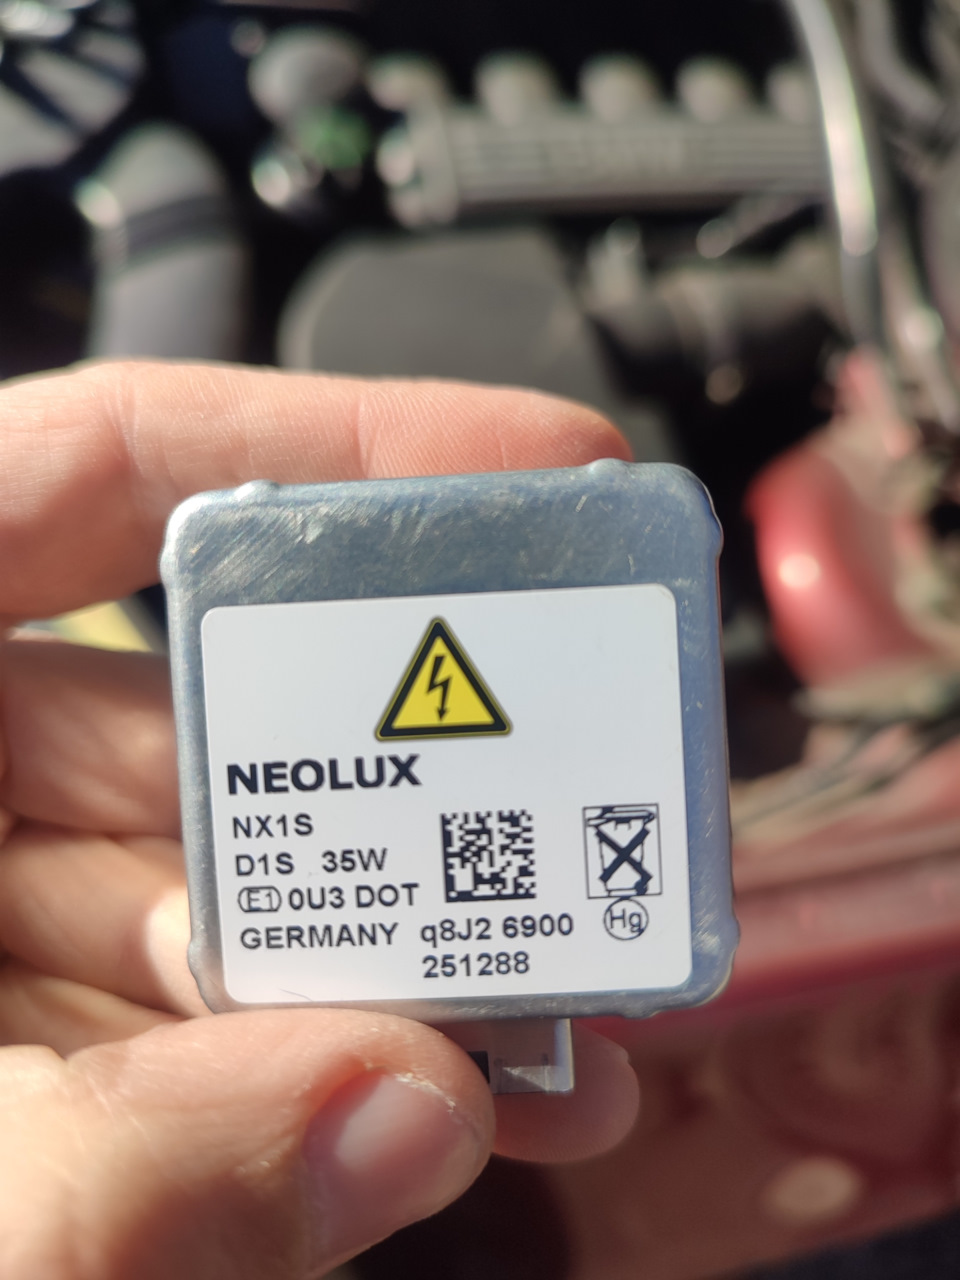 NEOLUX
NX1S
D1S 35W
E1 0U3 DOT
Hg
GERMANY q8J2 6900
251288